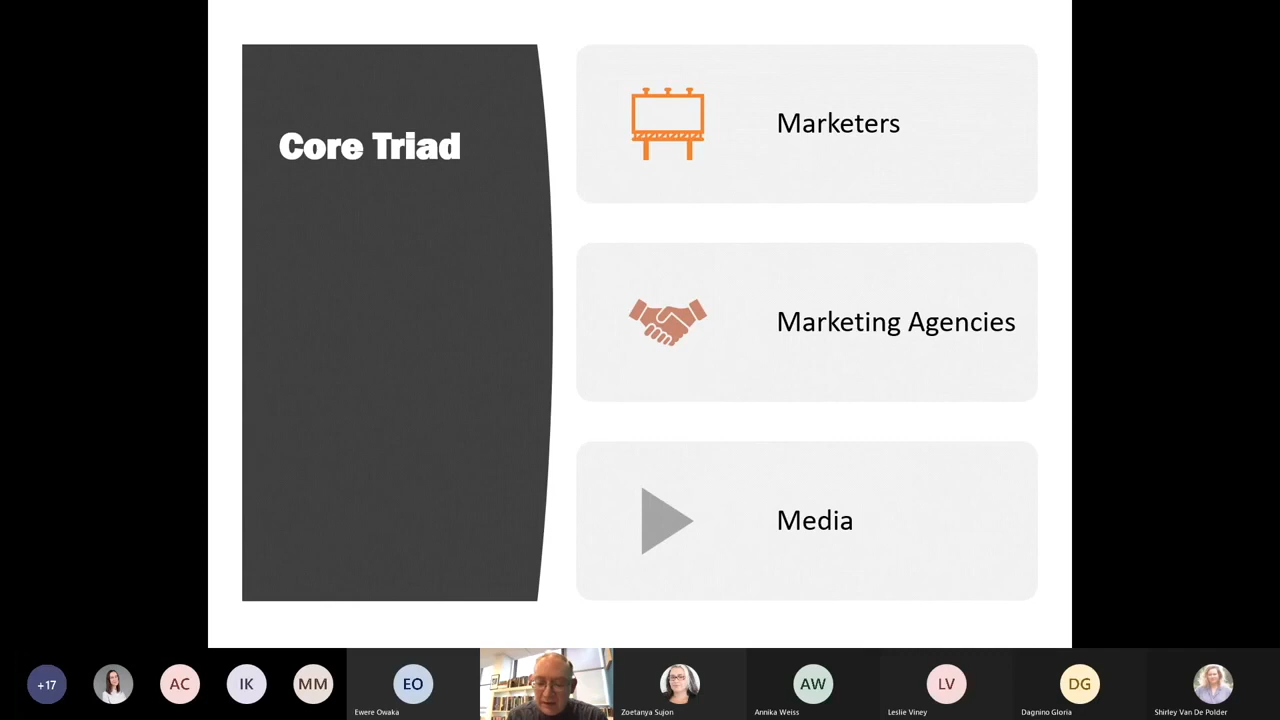 Core Triad
Marketers
Marketing Agencies
Media
+17
AC
IK
MM
EO
Ewere Owaka
Zoetanya Sujon
AW
Annika Weiss
LV
Leslie Viney
DG
Dagnino Gloria
Shirley Van De Polder